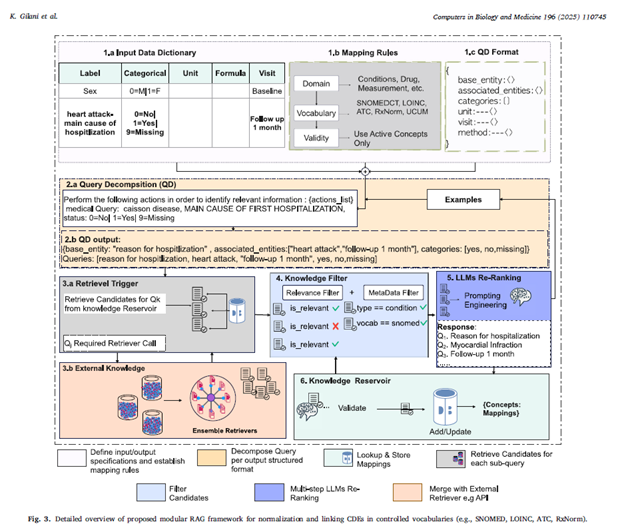 K. Gilani et al.
Computers in Biology and Medicine 196 (2025) 110745
1.a Input Data Dictionary
Label Categorical Unit Formula Visit
Sex 0=M|1=F Baseline
heart attack-
main cause of
hospitlization
0=No|
1=Yes|
9=Missing
Follow up
1 month
1.b Mapping Rules
Domain
Conditions, Drug,
Measurement, etc.
Vocabulary
SNOMEDCT, LOINC,
ATC, RxNorm, UCUM
Validity
Use Active Concepts
Only
1.c QD Format
{
base_entity:<>
associated_entities:<>
categories: []
unit:---<>
visit:---<>
method:---<>
}
2.a Query Decompsition (QD)
Perform the following actions in order to identify relevant information : {actions_list}
medical Query: caisson disease, MAIN CAUSE OF FIRST HOSPITALIZATION,
status: 0=No| 1=Yes| 9=Missing
Examples
2.b QD output:
{{base_entity: "reason for hospitlization" , associated_entities:["heart attack","follow-up 1 month"], categories: [yes, no,missing]}
Queries: [reason for hospitlization, heart attack, "follow-up 1 month", yes, no,missing]
3.a Retrievel Trigger
Retrieve Candidates for Qk
from knowledge Reservoir
Q Required Retriever Call
4. Knowledge Filter
Relevance Filter + MetaData Filter
is_relevant ✓
type == condition ✓
is_relevant ✗
vocab == snomed ✓
is_relevant ✓
5. LLMs Re-Ranking
Prompting
Engineering
Response:
Q1. Reason for hospitalization
Q2. Myocardial Infraction
Q3. Follow-up 1 month
.....
3.b External Knowledge
Ensemble Retrievers
6. Knowledge Reservoir
Validate
Add/Update
{Concepts:
Mappings}
Define input/output
specifications and establish
mapping rules
Decompose Query
per output structured
format
Lookup & Store
Mappings
Retrieve Candidates for
each sub-query
Filter
Candidates
Multi-step LLMs Re-
Ranking
Merge with External
Retriever e.g API
Fig. 3. Detailed overview of proposed modular RAG framework for normalization and linking CDEs in controlled vocabularies (e.g., SNOMED, LOINC, ATC, RxNorm).